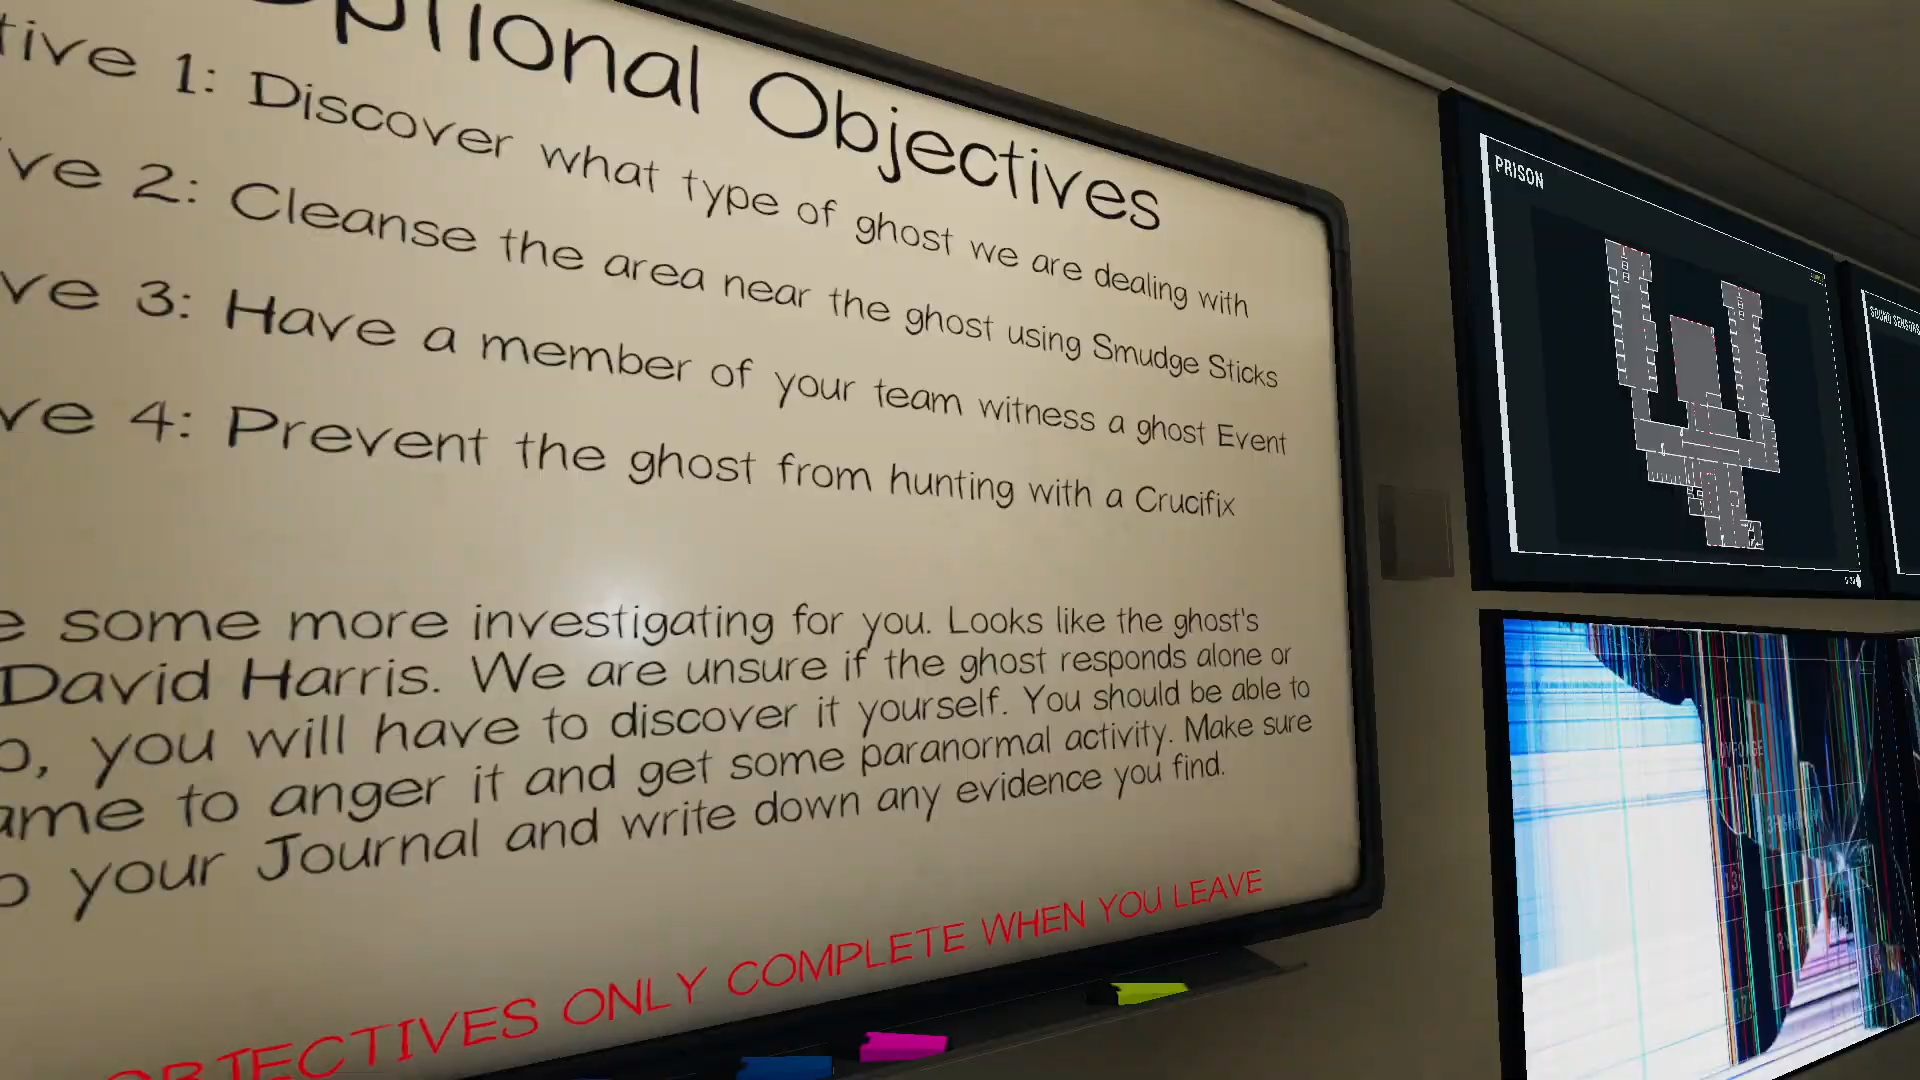 ptional Objectives
tive 1: Discover what type of ghost we are dealing with
ve 2: Cleanse the area near the ghost using Smudge Sticks
ve 3: Have a member of your team witness a ghost Event
ve 4: Prevent the ghost from hunting with a Crucifix
e some more investigating for you. Looks like the ghost's
David Harris. We are unsure if the ghost responds alone or
o, you will have to discover it yourself. You should be able to
ame to anger it and get some paranormal activity. Make sure
o your Journal and write down any evidence you find.
OBJECTIVES ONLY COMPLETE WHEN YOU LEAVE
PRISON
SOUND SENSORS